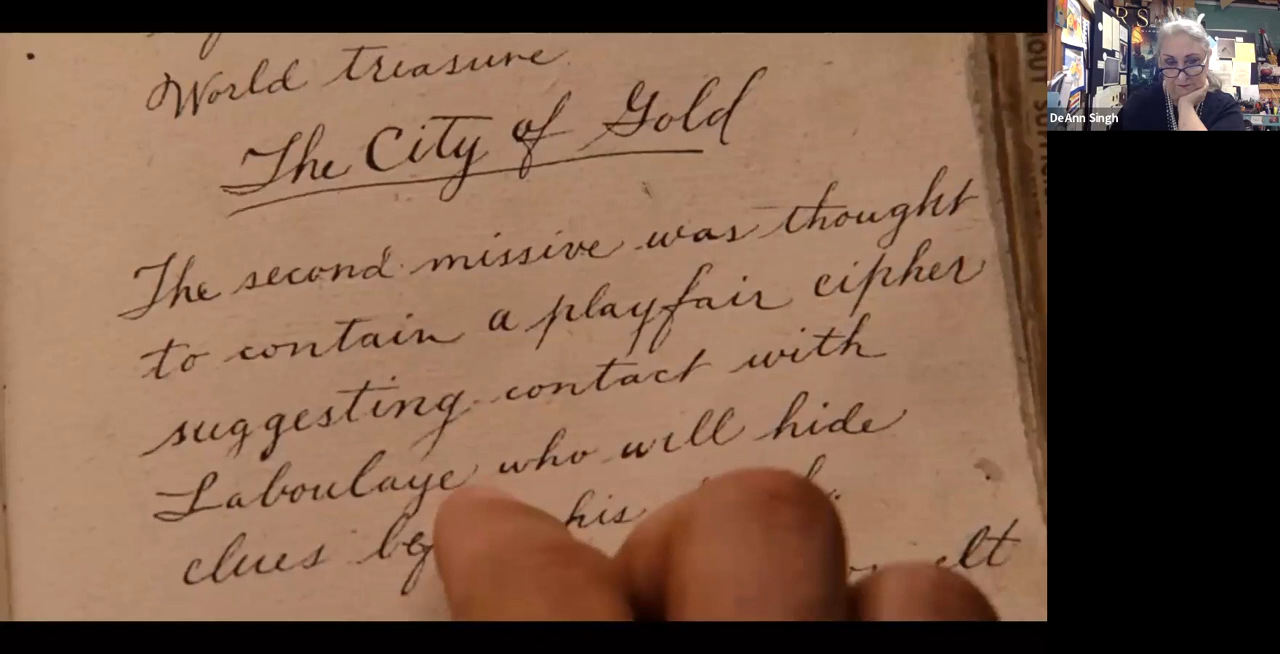 World treasure
The City of Gold
The second missive was thought
to contain a playfair cipher
suggesting contact with
Laboulaye who will hide
clues his
DeAnn Singh